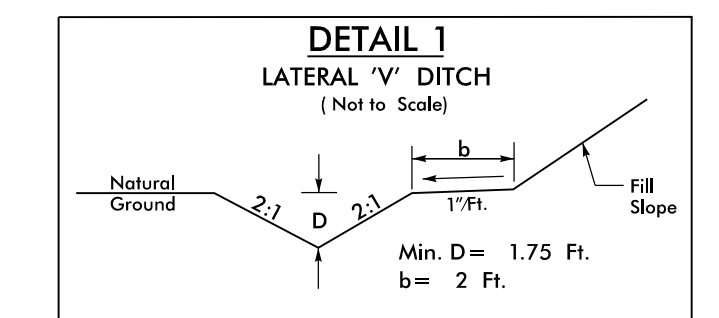 DETAIL 1
LATERAL 'V' DITCH
( Not to Scale)
b
Natural
Ground
2:1
D
2:1
1"/Ft.
Fill
Slope
Min. D= 1.75 Ft.
b= 2 Ft.